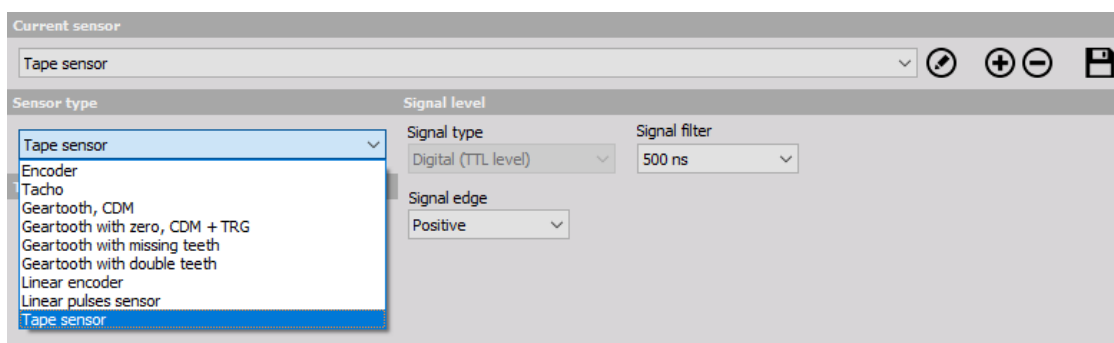 Current sensor
Tape sensor
Sensor type
Signal level
Tape sensor
Signal type
Signal filter
Digital (TTL level)
500 ns
Signal edge
Positive
Encoder
Tacho
Geartooth, CDM
Geartooth with zero, CDM + TRG
Geartooth with missing teeth
Geartooth with double teeth
Linear encoder
Linear pulses sensor
Tape sensor